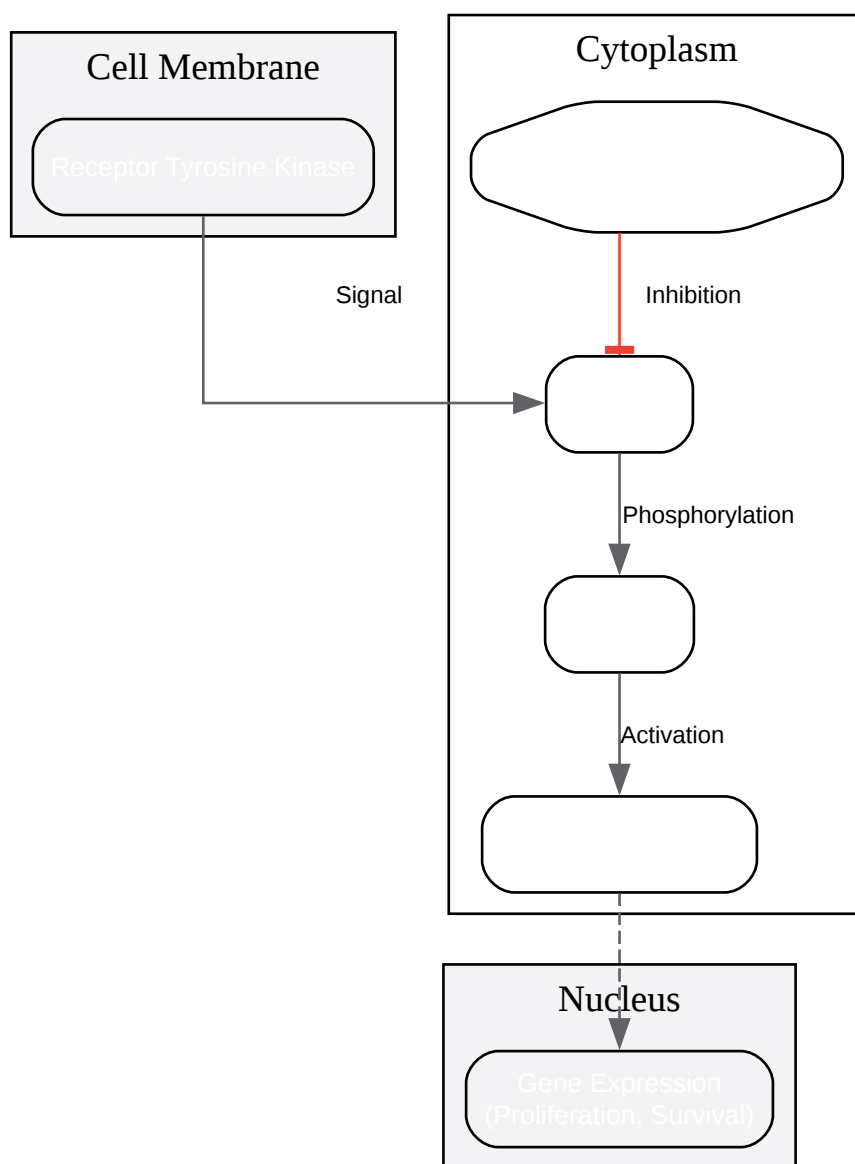 Cell Membrane
Cytoplasm
Receptor Tyrosine Kinase
Signal
Inhibition
Phosphorylation
Activation
Nucleus
Gene Expression
(Proliferation, Survival)